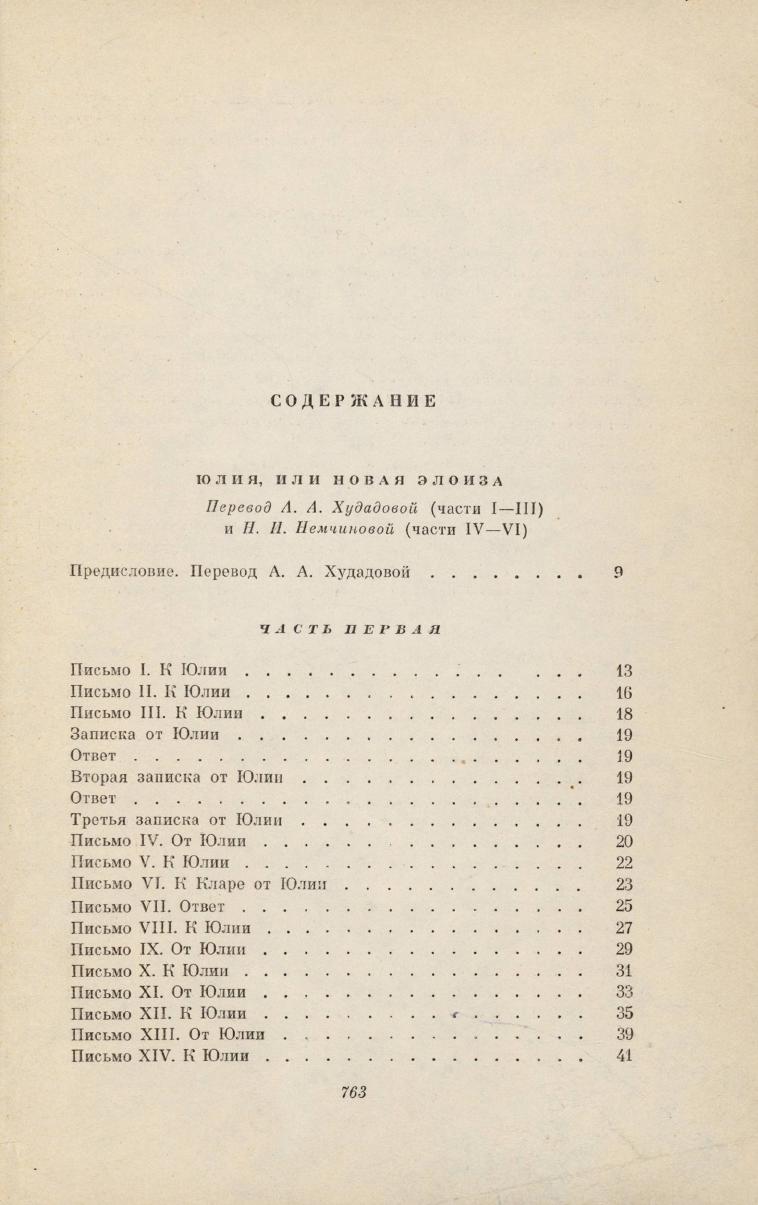 СОДЕРЖАНИЕ
ЮЛИЯ, ИЛИ НОВАЯ ЭЛОИЗА
Перевод А. А. Худадовой (части I—III)
и Н. И. Немчиновой (части IV—VI)
Предисловие. Перевод А. А. Худадовой . . . . . . . . 9
ЧАСТЬ ПЕРВАЯ
Письмо I. К Юлии . . . . . . . . . . . . . . . . 13
Письмо II. К Юлии . . . . . . . . . . . . . . . . 16
Письмо III. К Юлии . . . . . . . . . . . . . . . . 18
Записка от Юлии . . . . . . . . . . . . . . . . . 19
Ответ . . . . . . . . . . . . . . . . . . . . . . 19
Вторая записка от Юлии . . . . . . . . . . . . . . 19
Ответ . . . . . . . . . . . . . . . . . . . . . . 19
Третья записка от Юлии . . . . . . . . . . . . . . 19
Письмо IV. От Юлии . . . . . . . . . . . . . . . . 20
Письмо V. К Юлии . . . . . . . . . . . . . . . . . 22
Письмо VI. К Кларе от Юлии . . . . . . . . . . . . 23
Письмо VII. Ответ . . . . . . . . . . . . . . . . . 25
Письмо VIII. К Юлии . . . . . . . . . . . . . . . . 27
Письмо IX. От Юлии . . . . . . . . . . . . . . . . 29
Письмо X. К Юлии . . . . . . . . . . . . . . . . . 31
Письмо XI. От Юлии . . . . . . . . . . . . . . . . 33
Письмо XII. К Юлии . . . . . . . . . . . . . . . . 35
Письмо XIII. От Юлии . . . . . . . . . . . . . . . 39
Письмо XIV. К Юлии . . . . . . . . . . . . . . . . 41
763